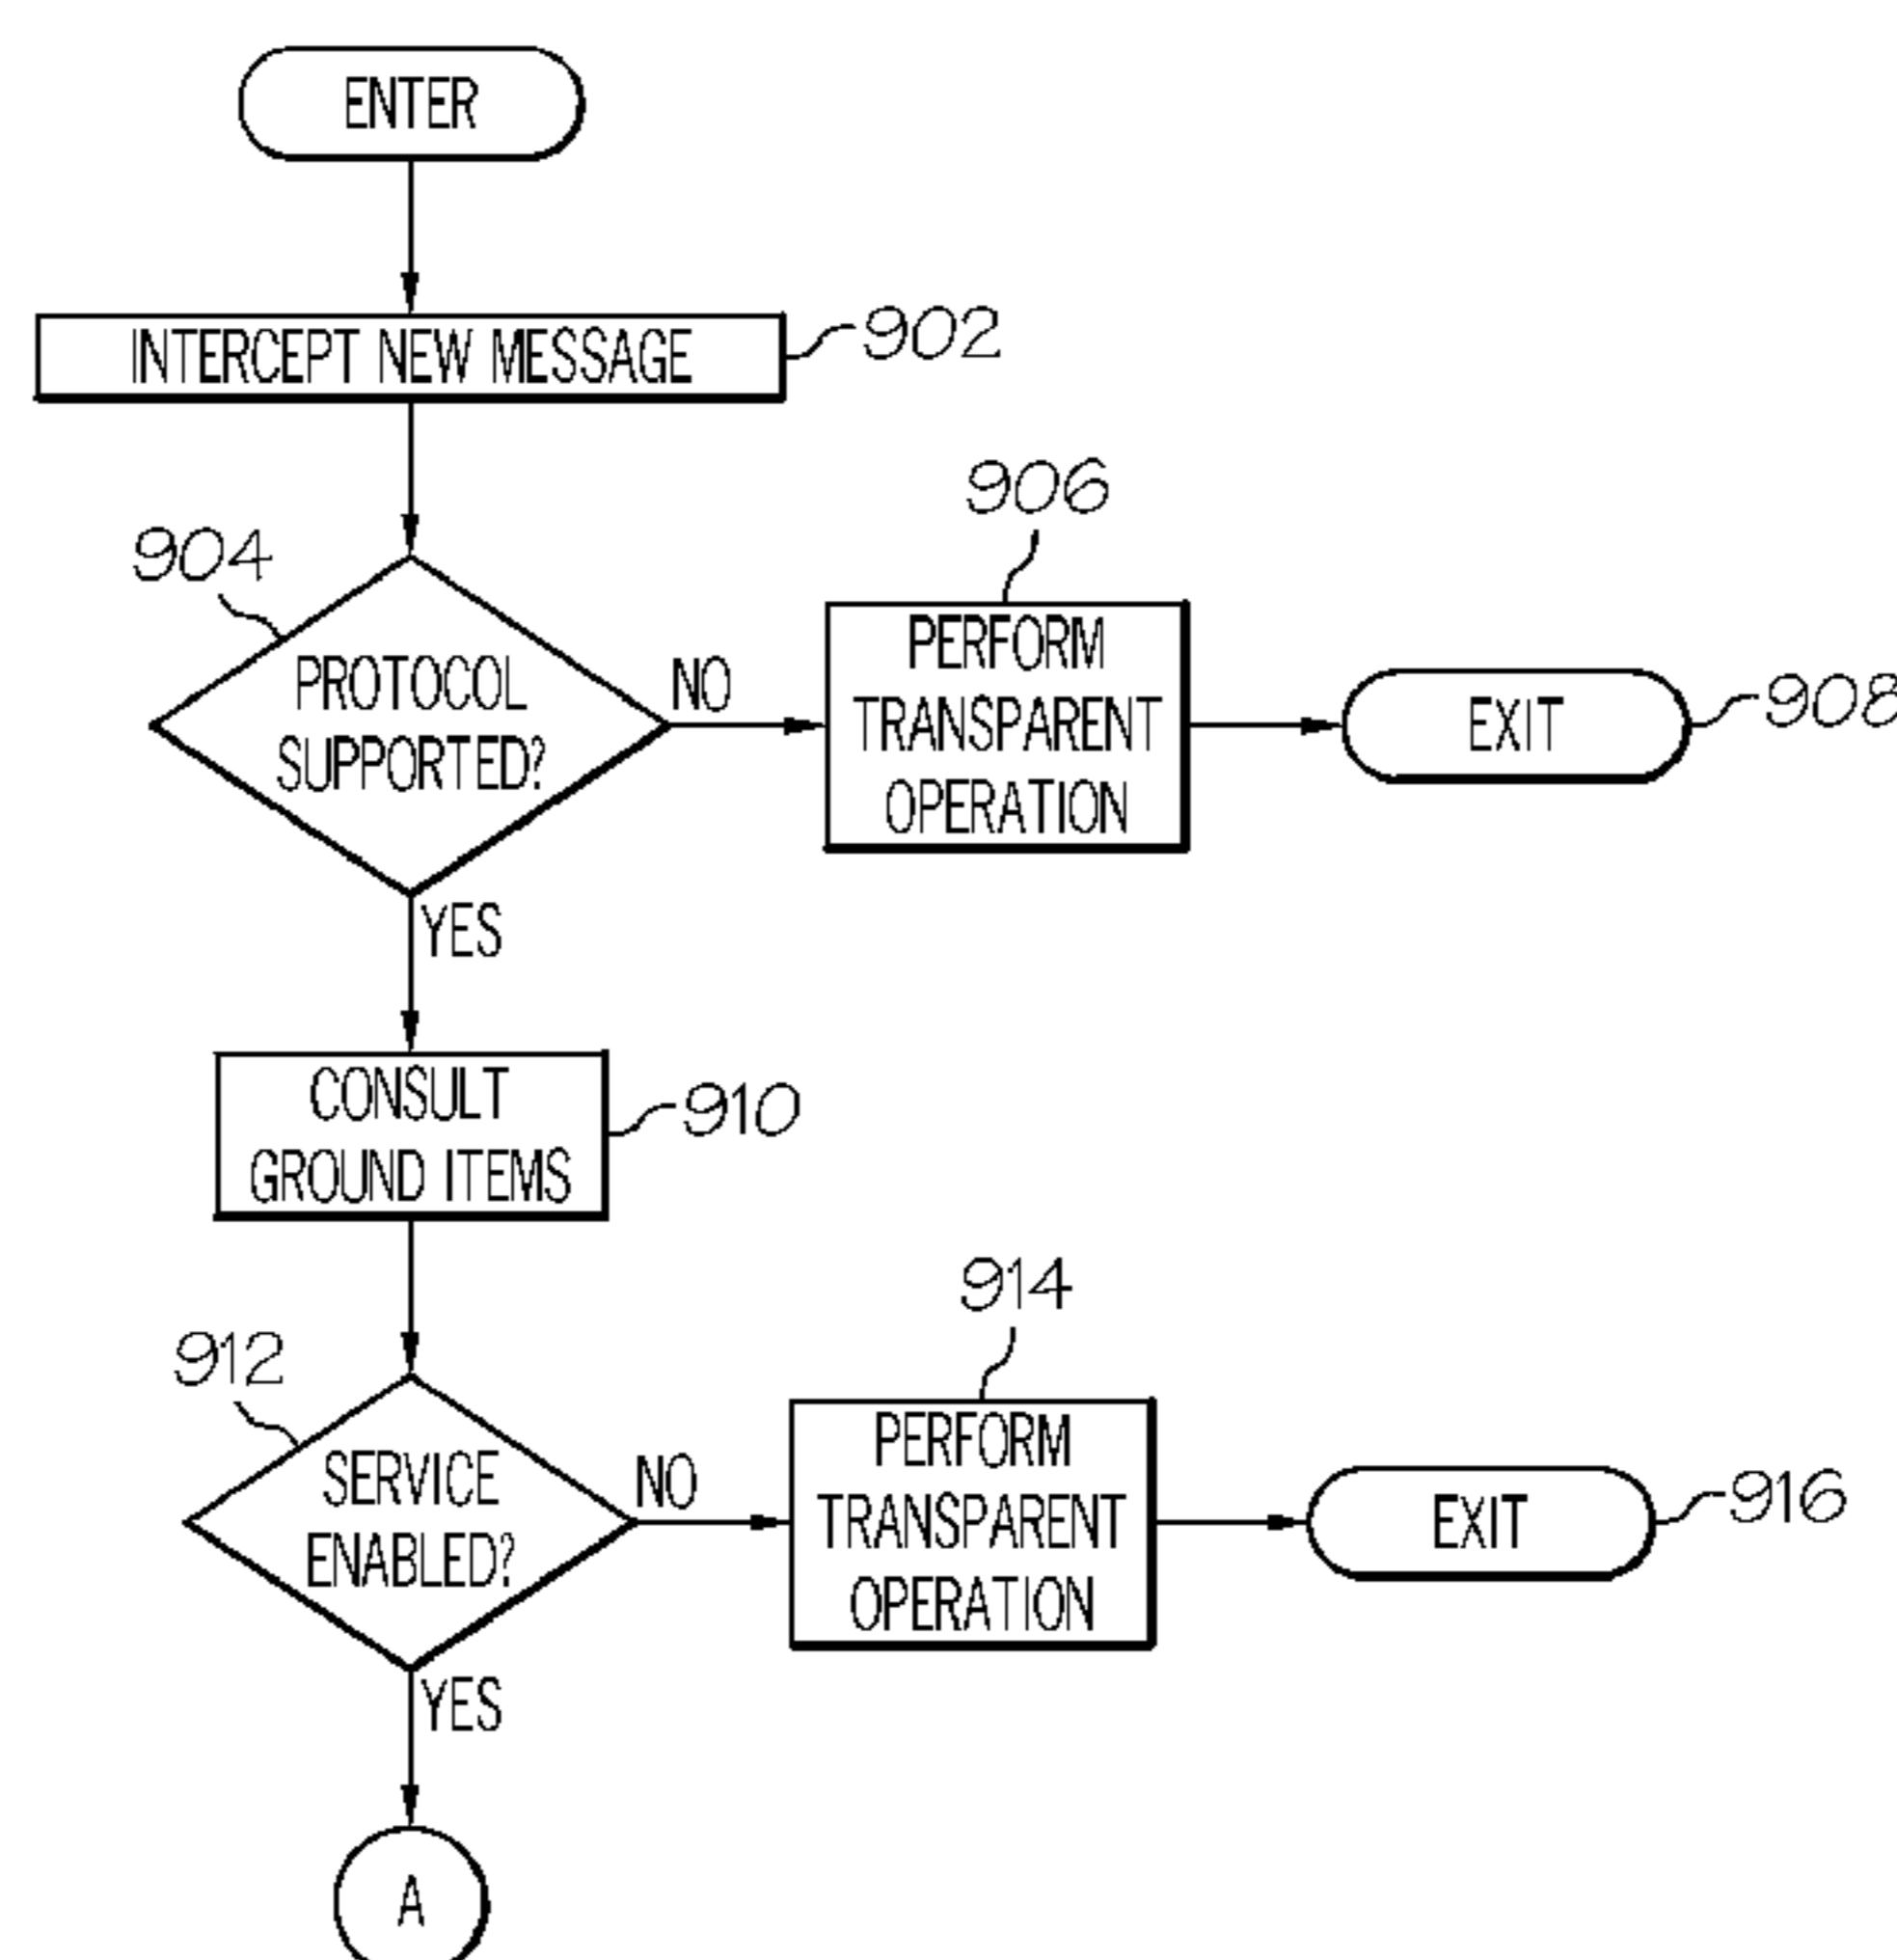 ENTER
INTERCEPT NEW MESSAGE
902
904
PROTOCOL
SUPPORTED?
NO
906
PERFORM
TRANSPARENT
OPERATION
EXIT
908
YES
CONSULT
GROUND ITEMS
910
912
SERVICE
ENABLED?
NO
914
PERFORM
TRANSPARENT
OPERATION
EXIT
916
YES
A